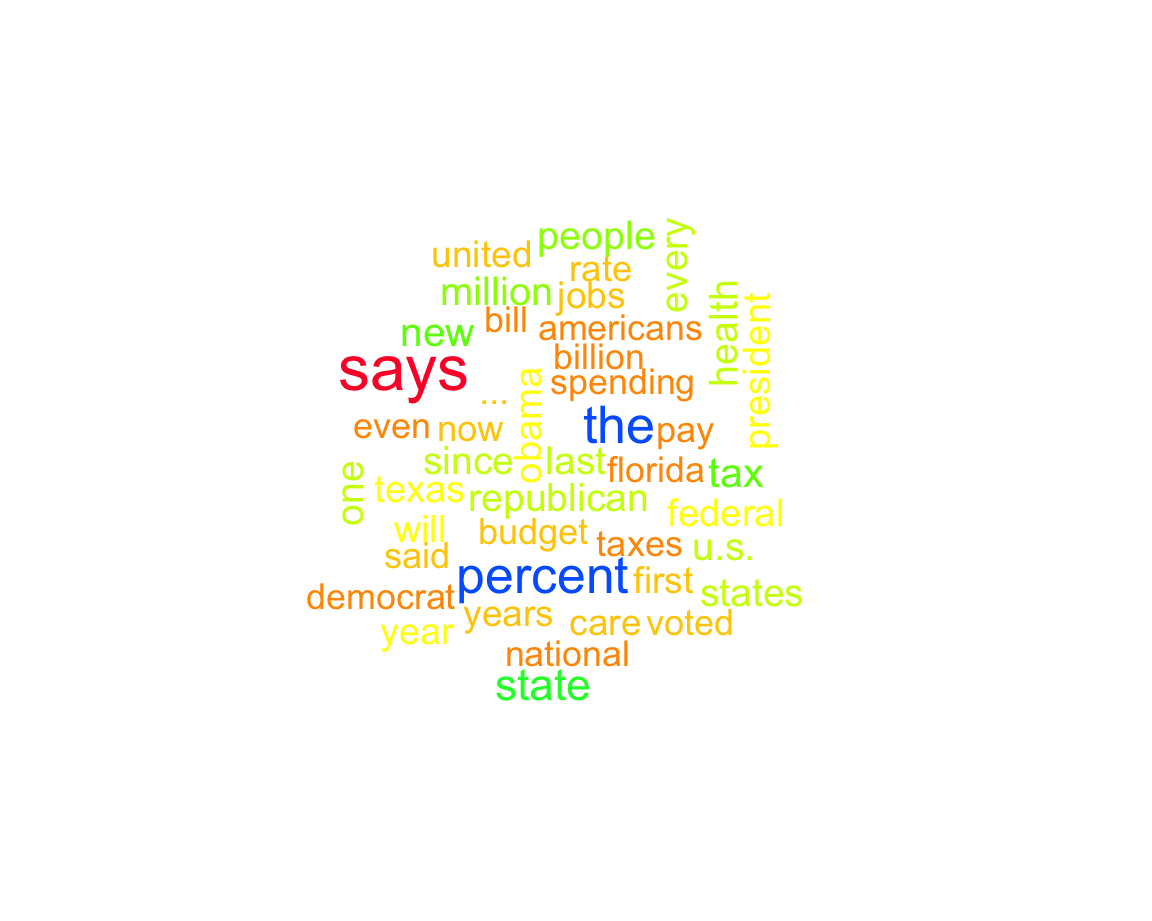 people
every
united
rate
million
jobs
health
president
new
bill
americans
says
billion
...
obama
spending
even
now
the
pay
since
last
florida
tax
one
texas
republican
federal
will
budget
taxes
u.s.
said
percent
first
states
democrat
years
care
voted
year
national
state